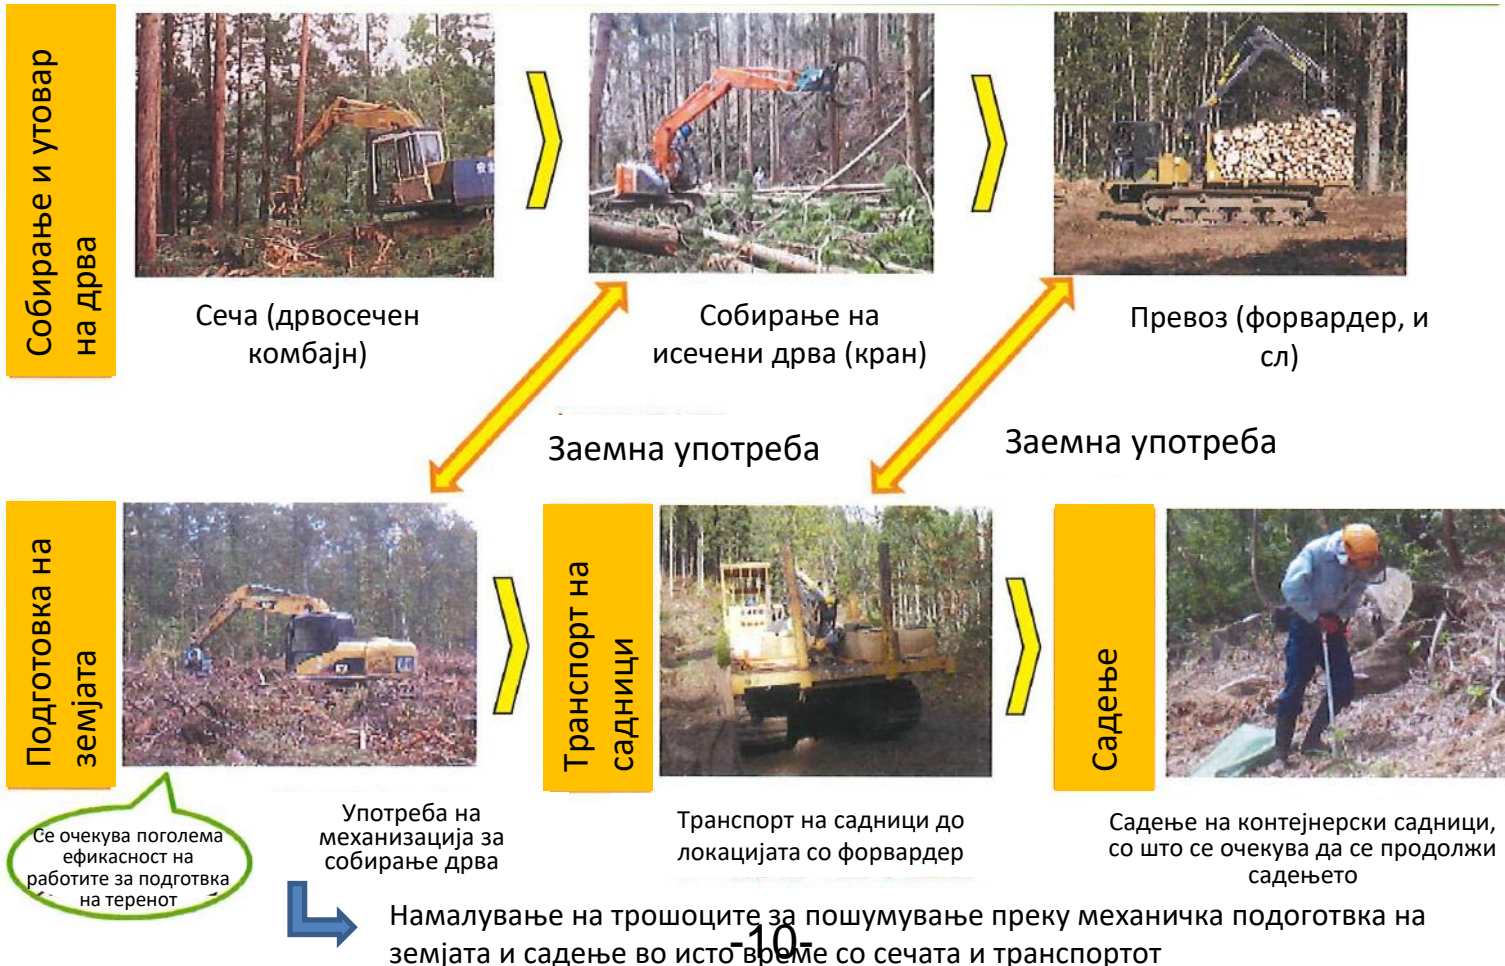 Собирање и утовар
на дрва
Сеча (дрвосечен
комбајн)
Собирање на
исечени дрва (кран)
Превоз (форвардер, и
сл)
Заемна употреба
Заемна употреба
Подготовка на
земјата
Транспорт на
садници
Садење
Се очекува поголема
ефикасност на
работите за подготвка
на теренот
Употреба на
механизација за
собирање дрва
Транспорт на садници до
локацијата со форвардер
Садење на контејнерски садници,
со што се очекува да се продолжи
садењето
Намалување на трошоците за пошумување преку механичка подоготвка на
земјата и садење во исто време со сечата и транспортот
-10-